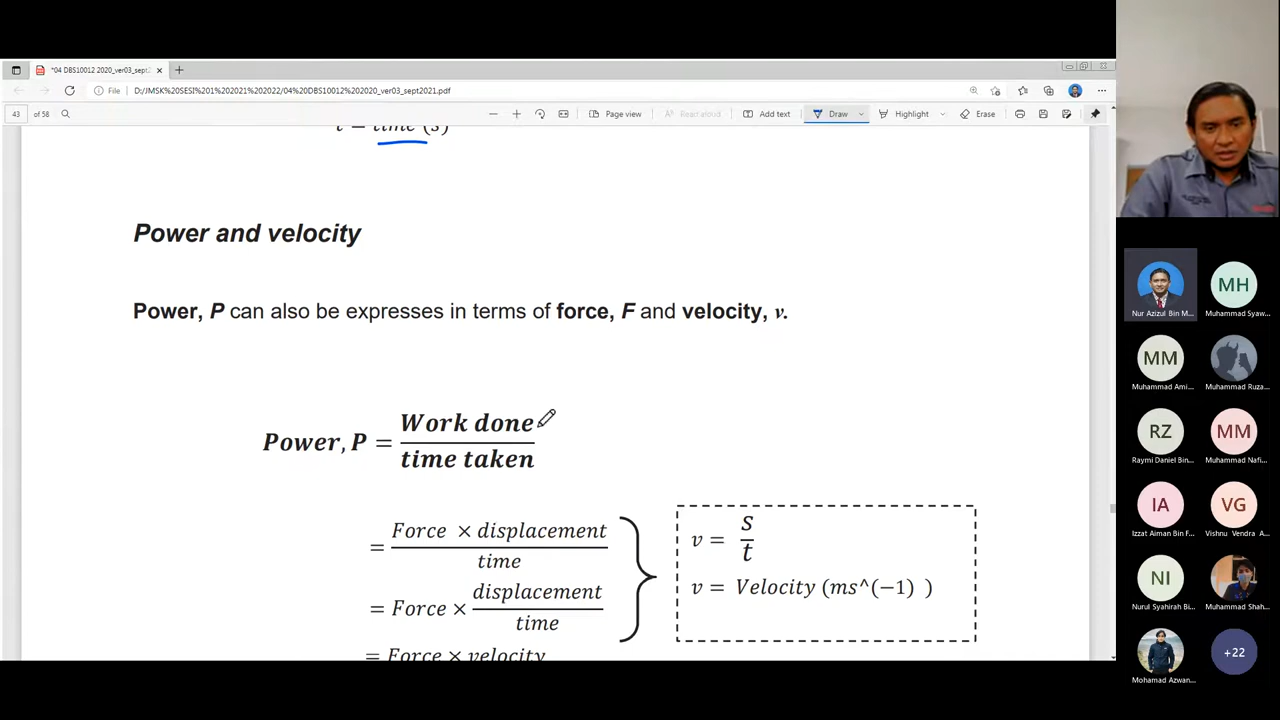 *04 DBS10012 2020_ver03_sept2
File
D:/JMSK%20SESI%201%202021%202022/04%20DBS10012%202020_ver03_sept2021.pdf
43 of 58
Page view
Read aloud
Add text
Draw
Highlight
Erase
t = time (s)
Power and velocity
Power, P can also be expresses in terms of force, F and velocity, v.
Power, P = Work done
time taken
= Force × displacement
time
= Force × displacement
time
= Force × velocity
v = s
t
v = Velocity (ms^(−1) )
Nur Azizul Bin M...
MH
Muhammad Syaw...
MM
Muhammad Ami...
Muhammad Ruza...
RZ
Raymi Daniel Bin...
MM
Muhammad Nafi...
IA
Izzat Aiman Bin F...
VG
Vishnu Vendra A...
NI
Nurul Syahirah Bi...
Muhammad Shah...
Mohamad Azwan...
+22